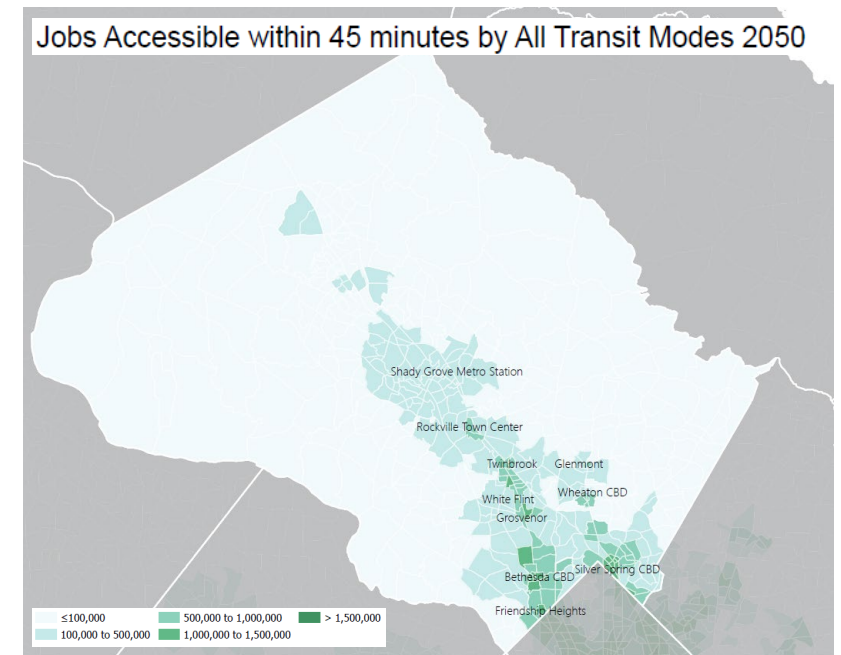 Jobs Accessible within 45 minutes by All Transit Modes 2050
Shady Grove Metro Station
Rockville Town Center
Twinbrook
Glenmont
White Flint
Wheaton CBD
Grosvenor
Silver Spring CBD
Bethesda CBD
Friendship Heights
≤100,000
500,000 to 1,000,000
> 1,500,000
100,000 to 500,000
1,000,000 to 1,500,000